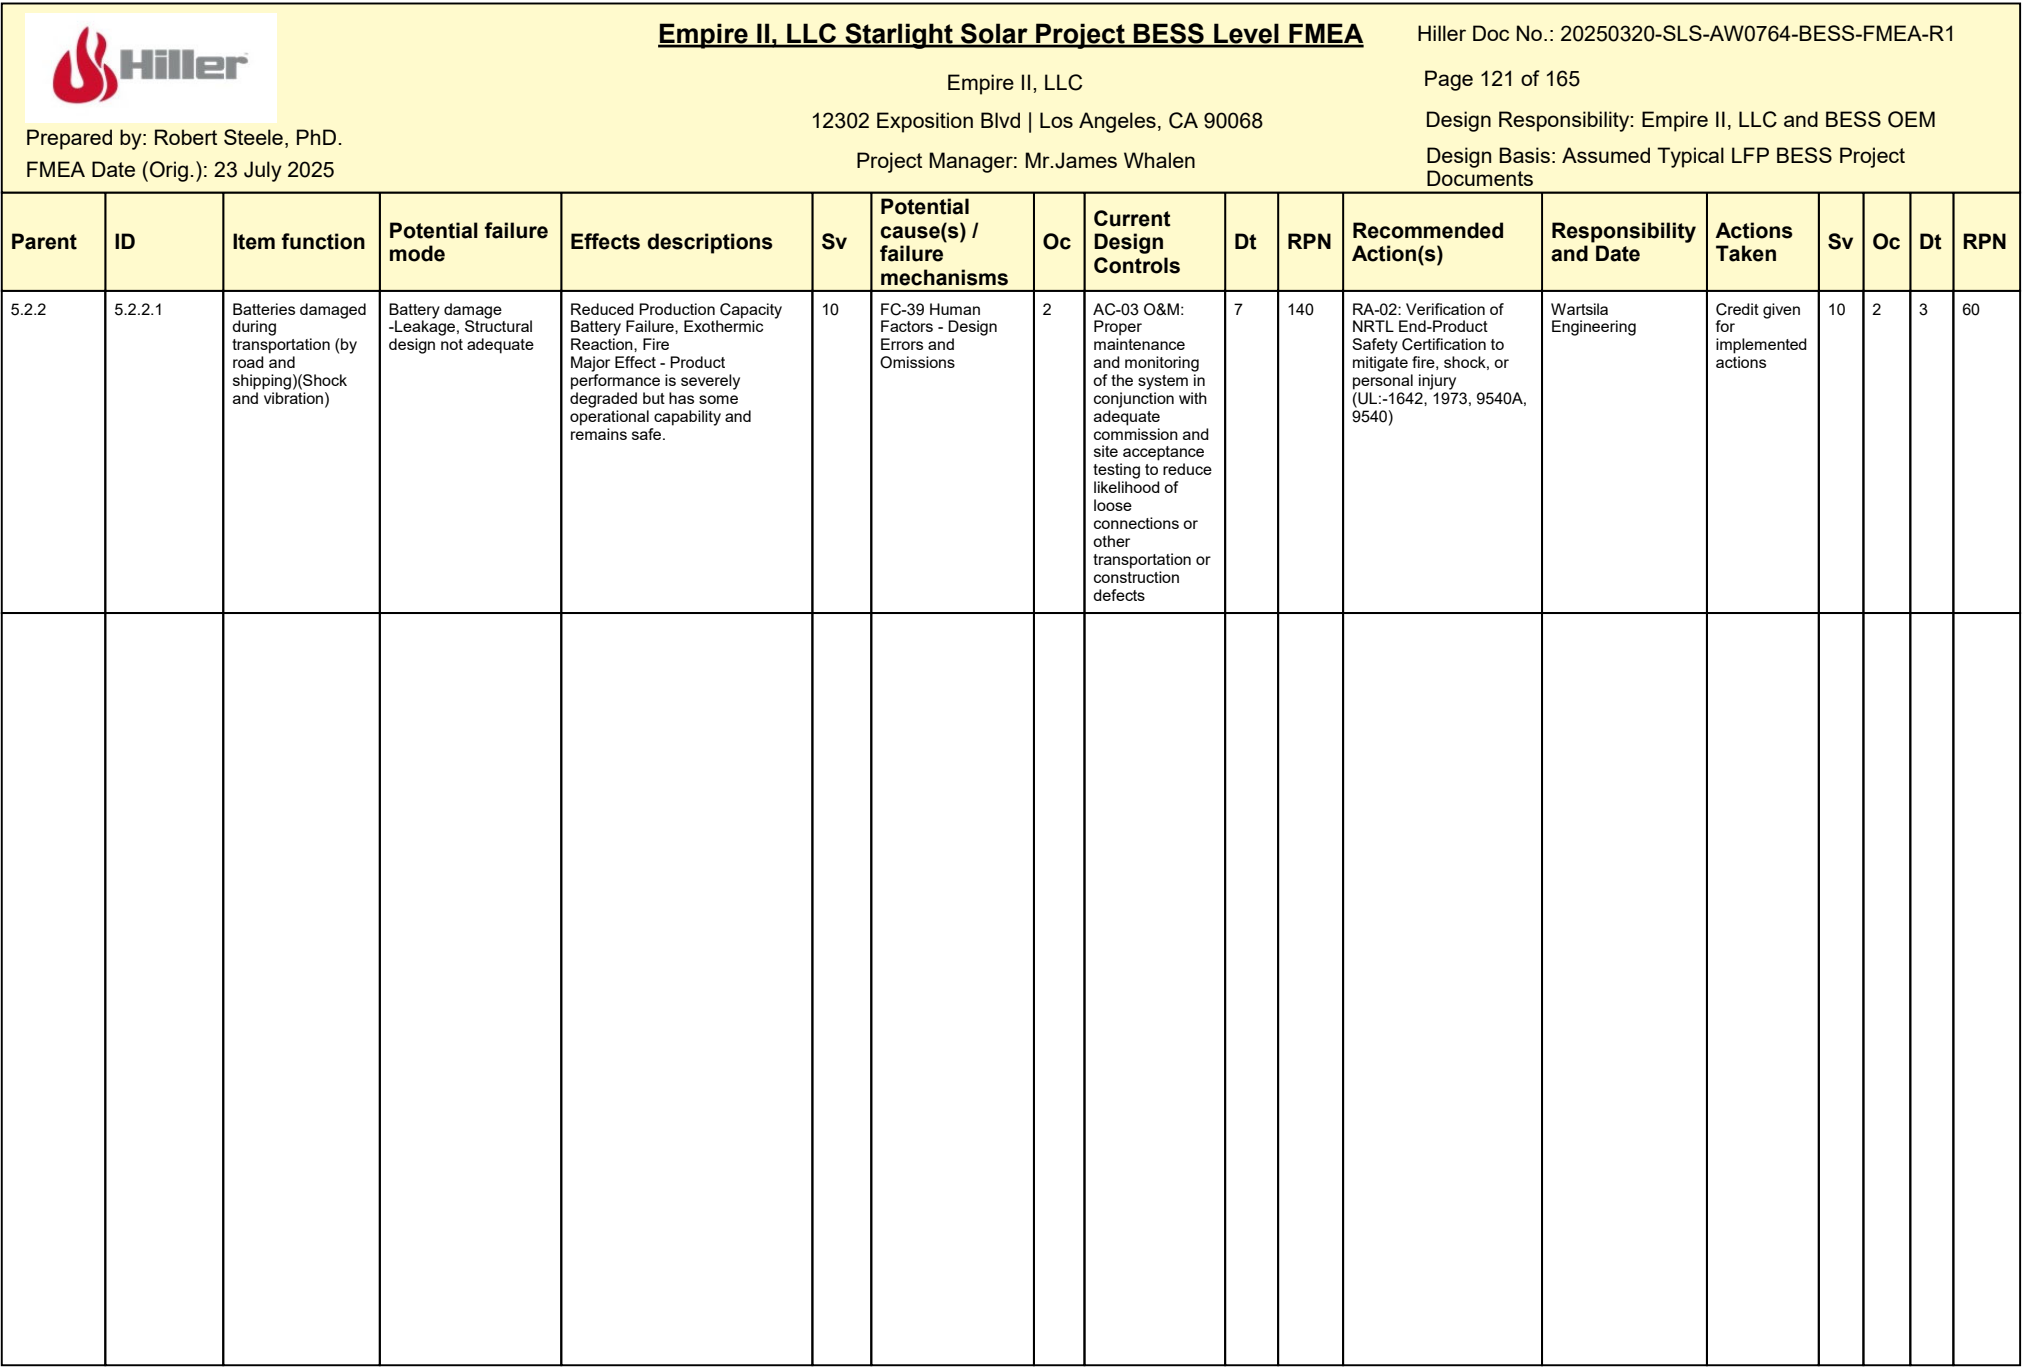 Hiller
Prepared by: Robert Steele, PhD.
FMEA Date (Orig.): 23 July 2025
Empire II, LLC Starlight Solar Project BESS Level FMEA
Empire II, LLC
12302 Exposition Blvd | Los Angeles, CA 90068
Project Manager: Mr.James Whalen
Hiller Doc No.: 20250320-SLS-AW0764-BESS-FMEA-R1
Page 121 of 165
Design Responsibility: Empire II, LLC and BESS OEM
Design Basis: Assumed Typical LFP BESS Project
Documents
Parent
ID
Item function
Potential failure
mode
Effects descriptions
Sv
Potential
cause(s) /
failure
mechanisms
Oc
Current
Design
Controls
Dt
RPN
Recommended
Action(s)
Responsibility
and Date
Actions
Taken
Sv
Oc
Dt
RPN
5.2.2
5.2.2.1
Batteries damaged
during
transportation (by
road and
shipping)(Shock
and vibration)
Battery damage
-Leakage, Structural
design not adequate
Reduced Production Capacity
Battery Failure, Exothermic
Reaction, Fire
Major Effect - Product
performance is severely
degraded but has some
operational capability and
remains safe.
10
FC-39 Human
Factors - Design
Errors and
Omissions
2
AC-03 O&M:
Proper
maintenance
and monitoring
of the system in
conjunction with
adequate
commission and
site acceptance
testing to reduce
likelihood of
loose
connections or
other
transportation or
construction
defects
7
140
RA-02: Verification of
NRTL End-Product
Safety Certification to
mitigate fire, shock, or
personal injury
(UL:-1642, 1973, 9540A,
9540)
Wartsila
Engineering
Credit given
for
implemented
actions
10
2
3
60